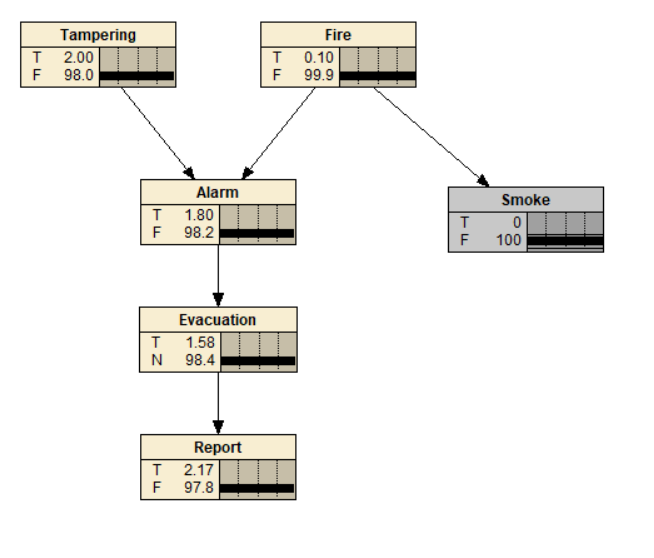 Tampering
T 2.00
F 98.0
Fire
T 0.10
F 99.9
Alarm
T 1.80
F 98.2
Smoke
T 0
F 100
Evacuation
T 1.58
N 98.4
Report
T 2.17
F 97.8